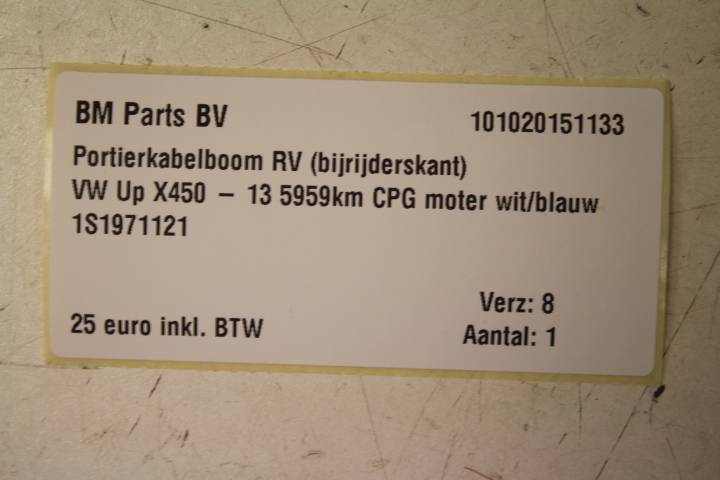 BM Parts BV 101020151133
Portierkabelboom RV (bijrijderskant)
VW Up X450 – 13 5959km CPG moter wit/blauw
1S1971121
Verz: 8
25 euro inkl. BTW Aantal: 1